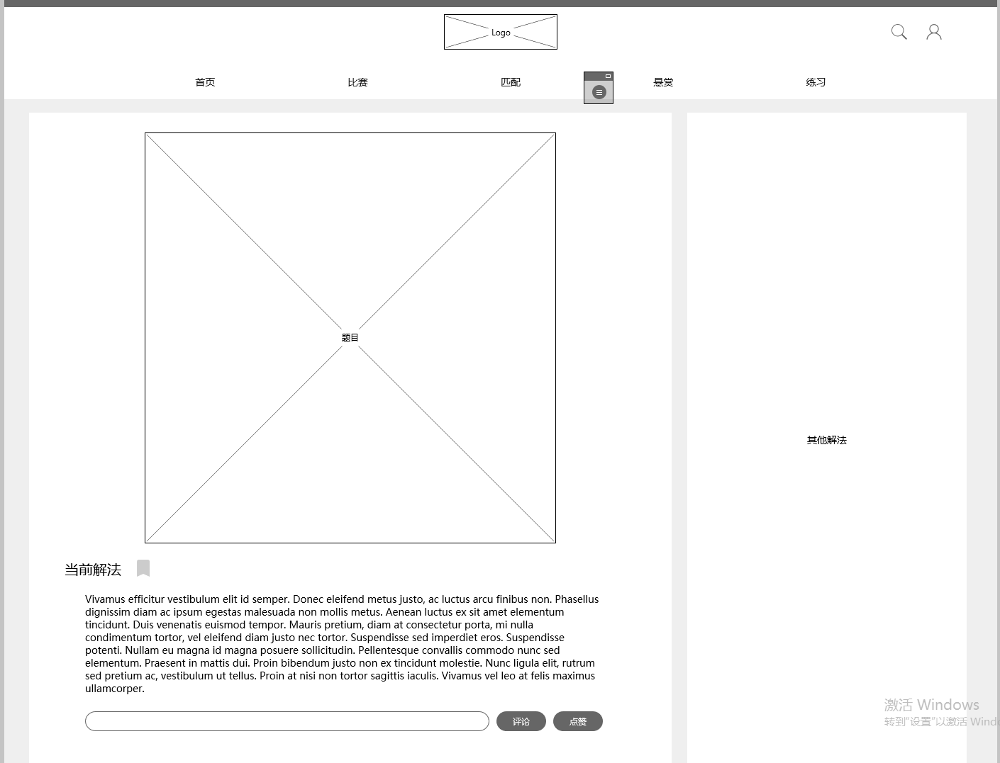 Logo
首页
比赛
匹配
悬赏
练习
题目
其他解法
当前解法
Vivamus efficitur vestibulum elit id semper. Donec eleifend metus justo, ac luctus arcu finibus non. Phasellus
dignissim diam ac ipsum egestas malesuada non mollis metus. Aenean luctus ex sit amet elementum
tincidunt. Duis venenatis euismod tempor. Mauris pretium, diam at consectetur porta, mi nulla
condimentum tortor, vel eleifend diam justo nec tortor. Suspendisse sed imperdiet eros. Suspendisse
potenti. Nullam eu magna id magna posuere sollicitudin. Pellentesque convallis commodo nunc sed
elementum. Praesent in mattis dui. Proin bibendum justo non ex tincidunt molestie. Nunc ligula elit, rutrum
sed pretium ac, vestibulum ut tellus. Proin at nisi non tortor sagittis iaculis. Vivamus vel leo at felis maximus
ullamcorper.
评论
点赞
激活 Windows
转到"设置"以激活 Windo